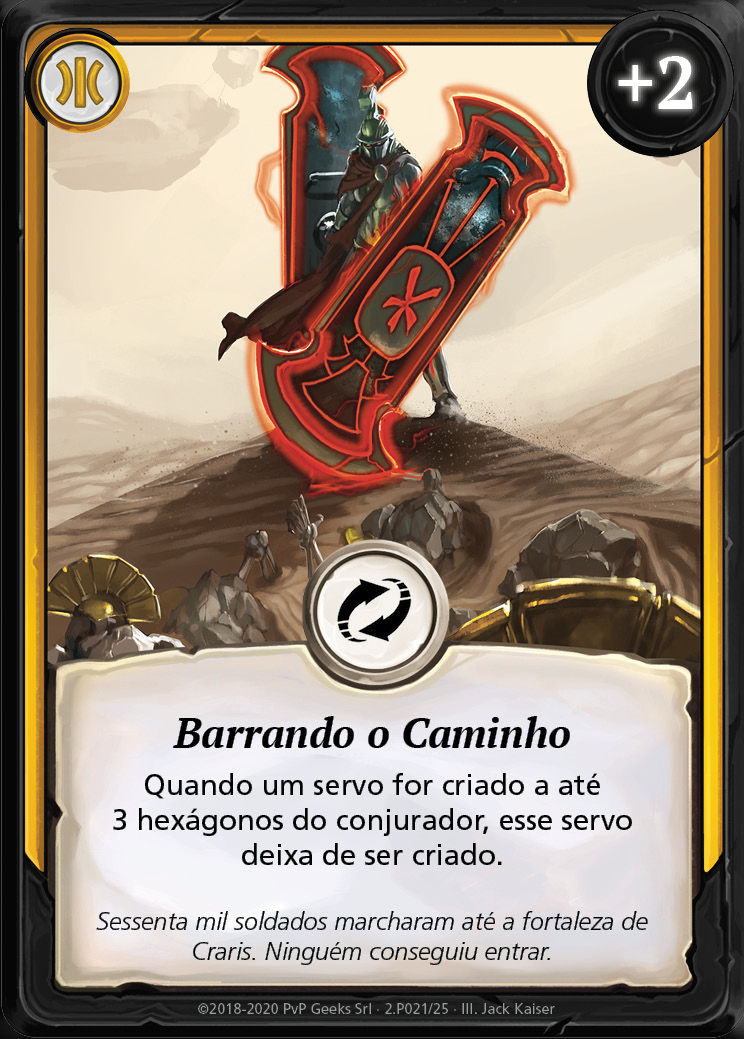 +2
Barrando o Caminho
Quando um servo for criado a até
3 hexágonos do conjurador, esse servo
deixa de ser criado.
Sessenta mil soldados marcharam até a fortaleza de
Craris. Ninguém conseguiu entrar.
©2018-2020 PvP Geeks Srl · 2.P021/25 · III. Jack Kaiser